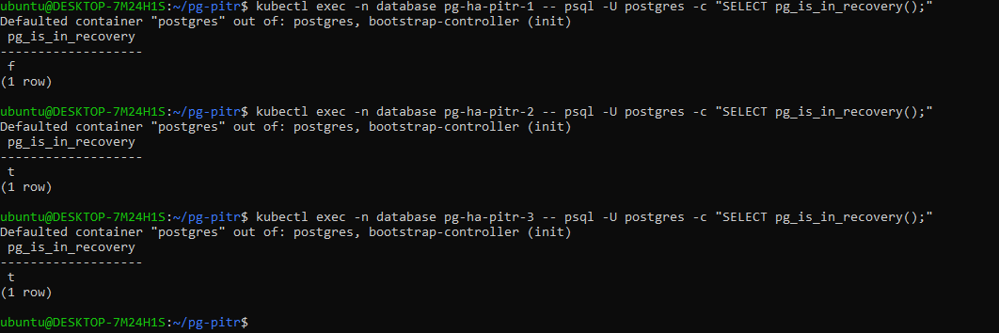 ubuntu@DESKTOP-7M24H1S:~/pg-pitr$ kubectl exec -n database pg-ha-pitr-1 -- psql -U postgres -c "SELECT pg_is_in_recovery();"
Defaulted container "postgres" out of: postgres, bootstrap-controller (init)
 pg_is_in_recovery
-------------------
 f
(1 row)

ubuntu@DESKTOP-7M24H1S:~/pg-pitr$ kubectl exec -n database pg-ha-pitr-2 -- psql -U postgres -c "SELECT pg_is_in_recovery();"
Defaulted container "postgres" out of: postgres, bootstrap-controller (init)
 pg_is_in_recovery
-------------------
 t
(1 row)

ubuntu@DESKTOP-7M24H1S:~/pg-pitr$ kubectl exec -n database pg-ha-pitr-3 -- psql -U postgres -c "SELECT pg_is_in_recovery();"
Defaulted container "postgres" out of: postgres, bootstrap-controller (init)
 pg_is_in_recovery
-------------------
 t
(1 row)

ubuntu@DESKTOP-7M24H1S:~/pg-pitr$